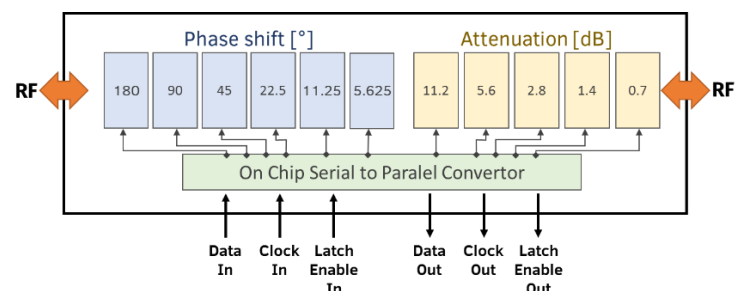 Phase shift [°] Attenuation [dB]
RF 180 90 45 22.5 11.25 5.625 11.2 5.6 2.8 1.4 0.7 RF
On Chip Serial to Paralel Convertor
Data Clock Latch Data Clock Latch
In In Enable Out Out Enable
In Out